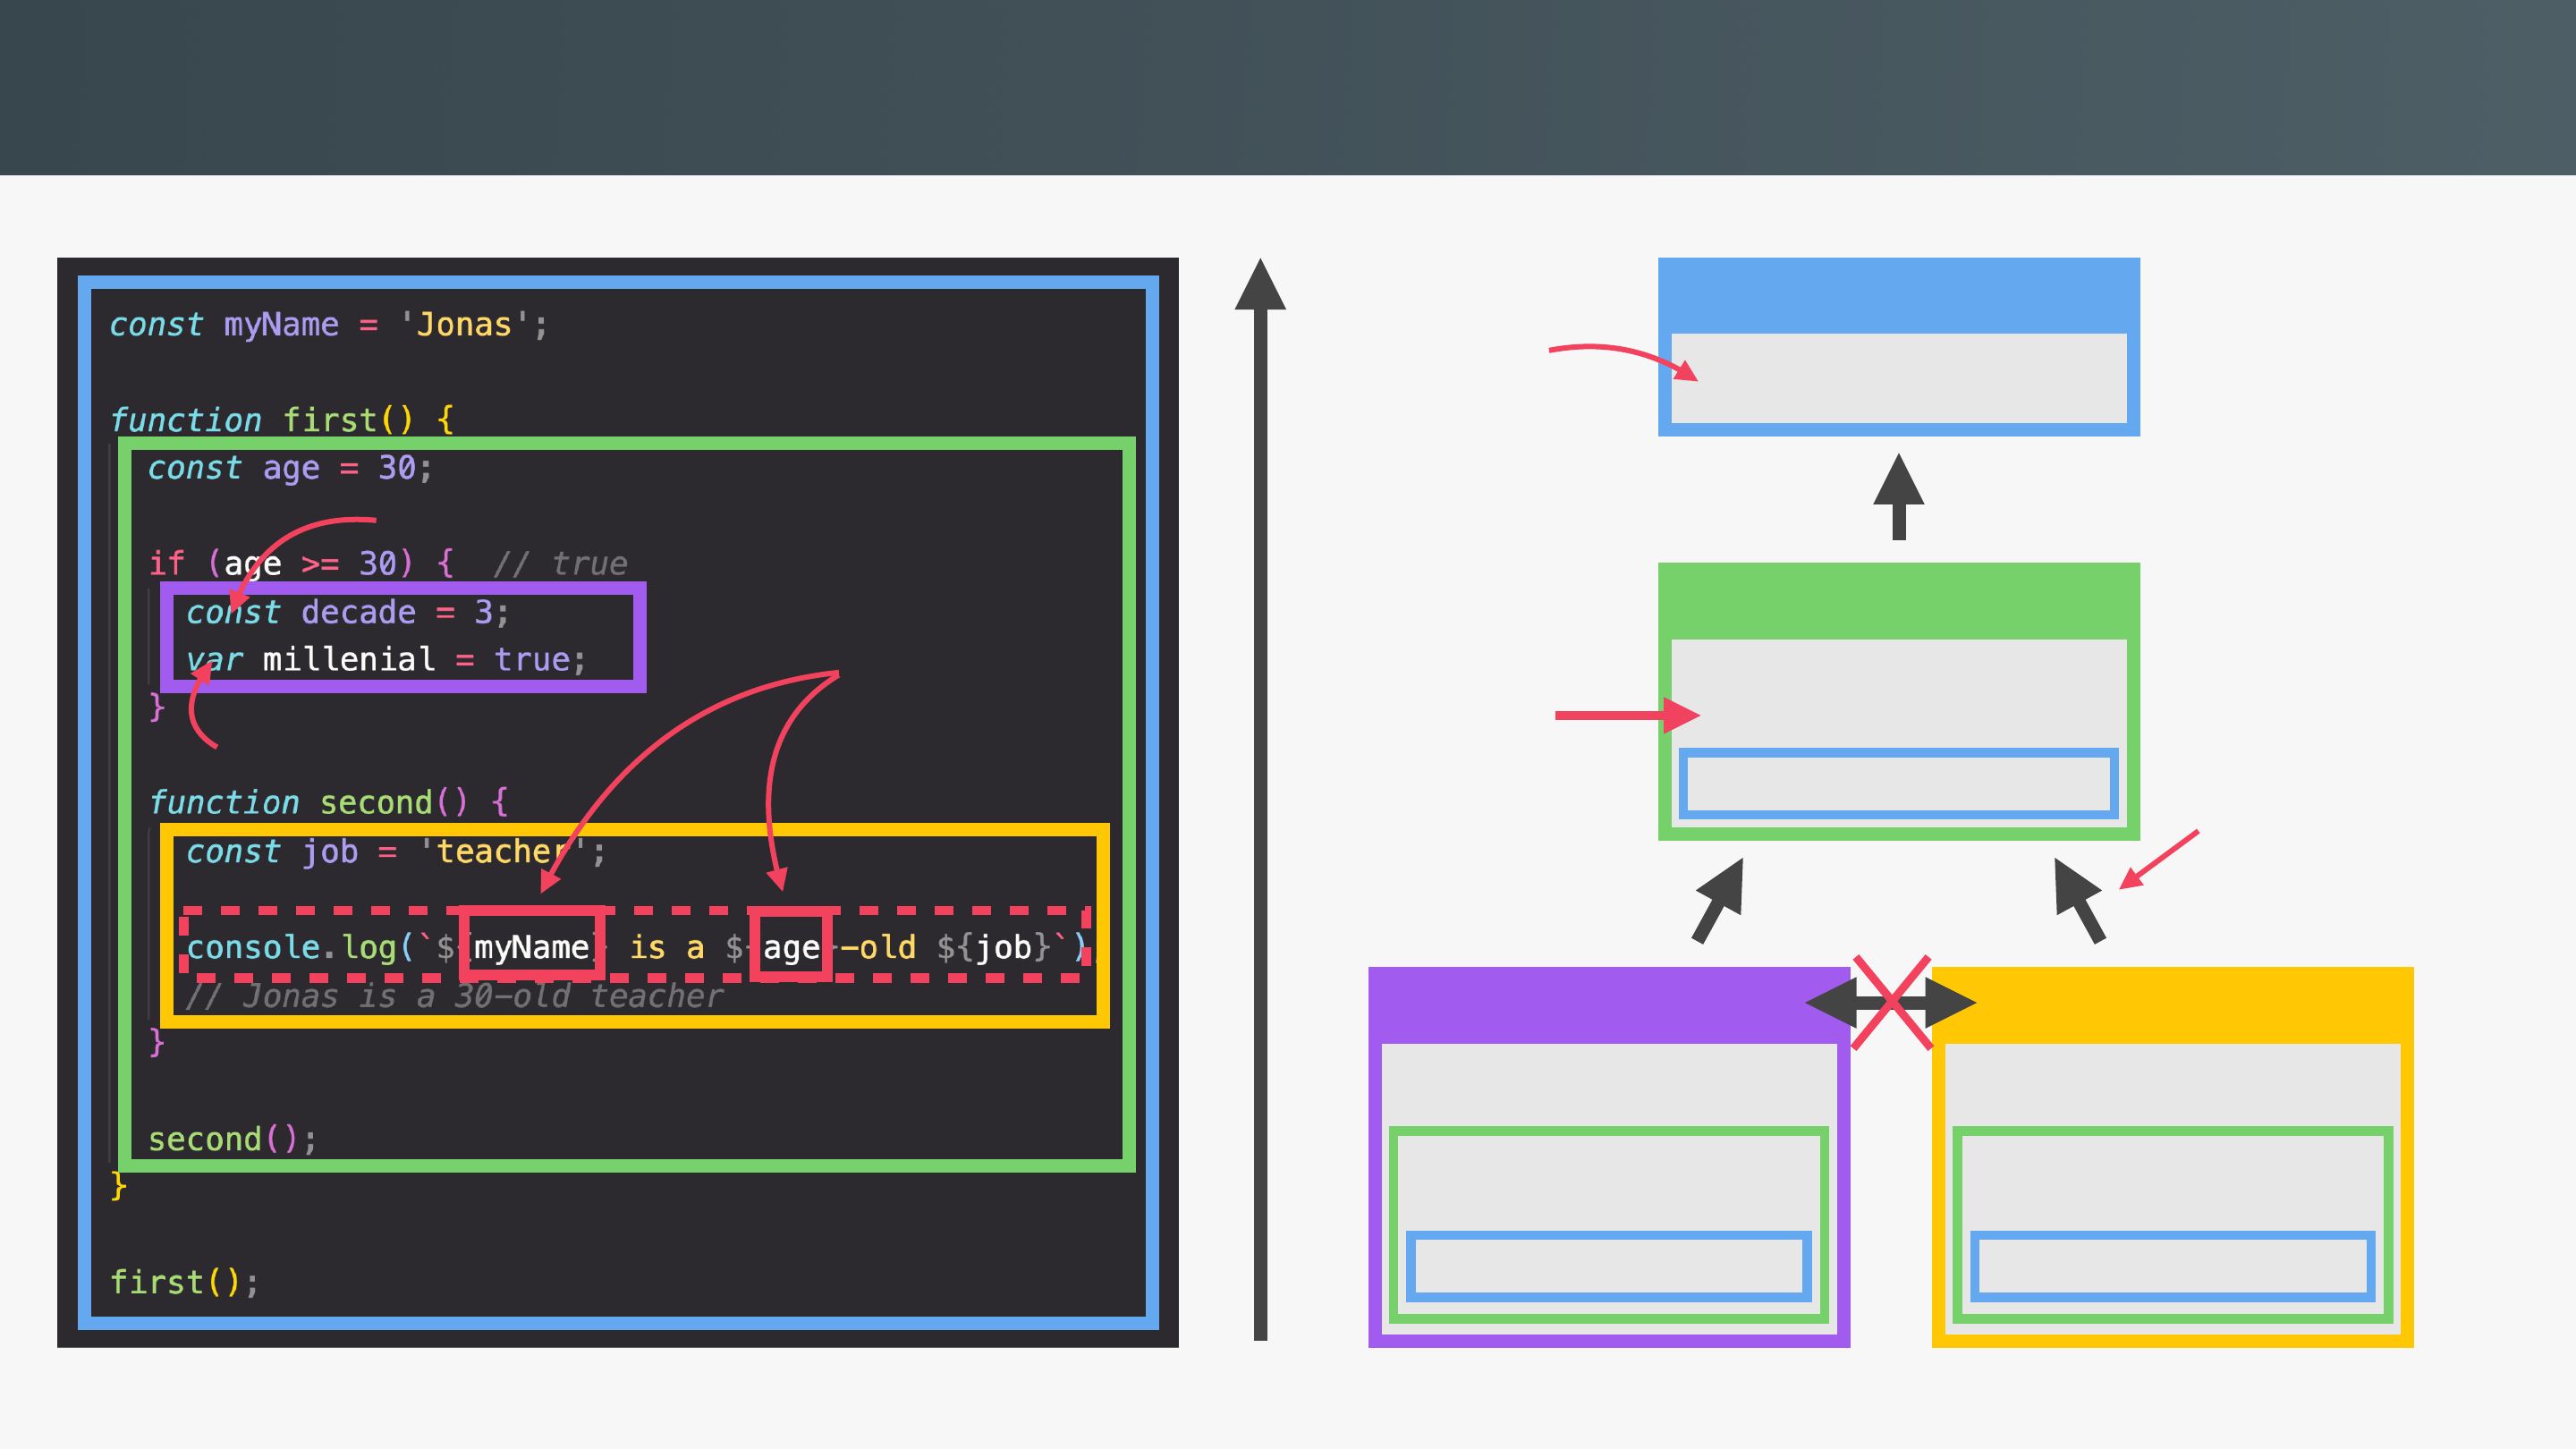 const myName = 'Jonas';
function first() {
const age = 30;
if (age >= 30) { // true
const decade = 3;
var millenial = true;
}
function second() {
const job = 'teacher';
console.log(`${myName} is a ${age}-old ${job}`)
// Jonas is a 30-old teacher
}
second();
}
first();